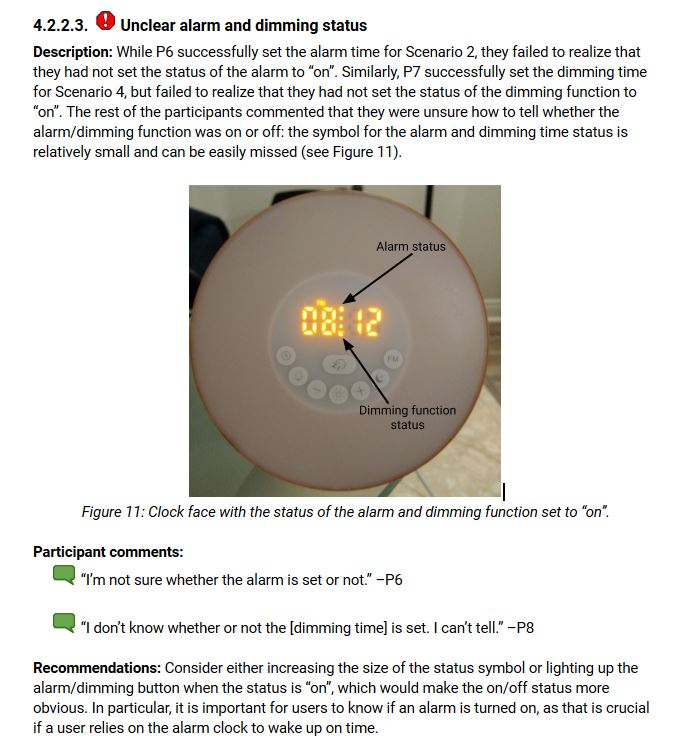 4.2.2.3. Unclear alarm and dimming status
Description: While P6 successfully set the alarm time for Scenario 2, they failed to realize that
they had not set the status of the alarm to “on”. Similarly, P7 successfully set the dimming time
for Scenario 4, but failed to realize that they had not set the status of the dimming function to
“on”. The rest of the participants commented that they were unsure how to tell whether the
alarm/dimming function was on or off: the symbol for the alarm and dimming time status is
relatively small and can be easily missed (see Figure 11).
Alarm status
08:12
FM
Dimming function
status
Figure 11: Clock face with the status of the alarm and dimming function set to “on”.
Participant comments:
“I’m not sure whether the alarm is set or not.” –P6
“I don’t know whether or not the [dimming time] is set. I can’t tell.” –P8
Recommendations: Consider either increasing the size of the status symbol or lighting up the
alarm/dimming button when the status is “on”, which would make the on/off status more
obvious. In particular, it is important for users to know if an alarm is turned on, as that is crucial
if a user relies on the alarm clock to wake up on time.